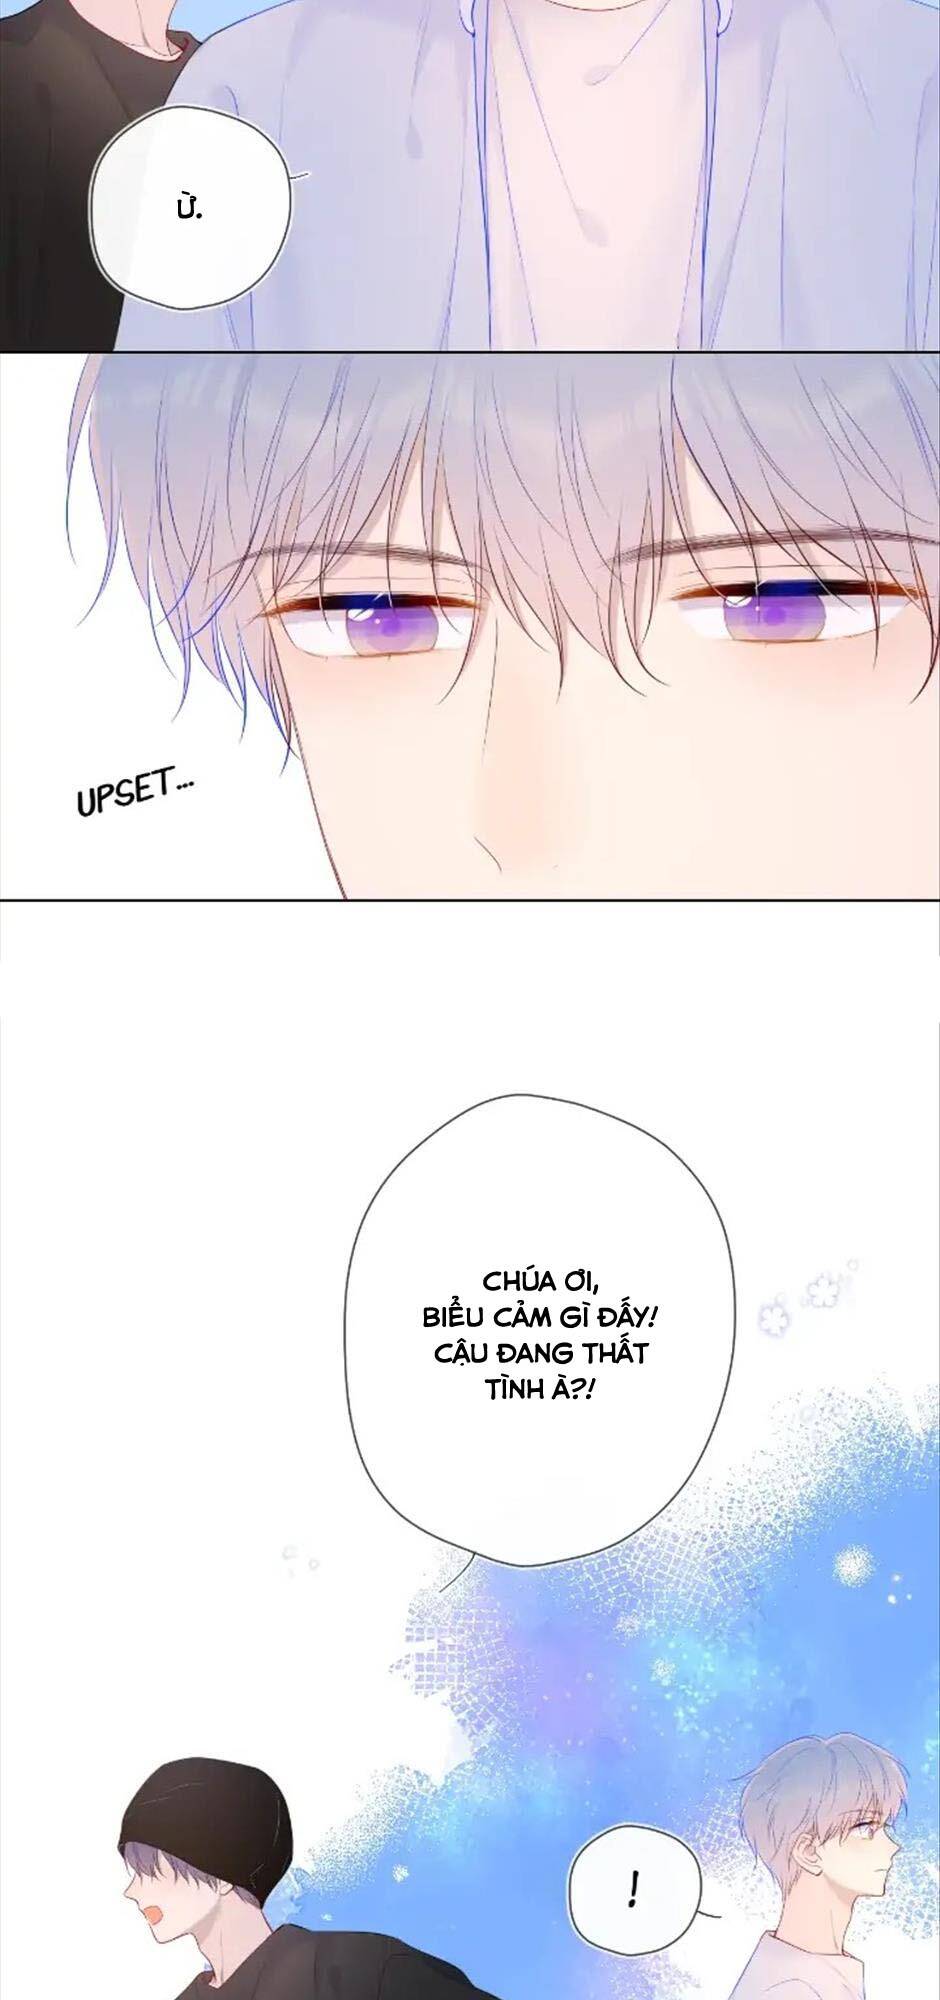 Ừ.
UPSET...
CHÚA ƠI,
BIỂU CẢM GÌ ĐẤY!
CẬU ĐANG THẤT
TÌNH À?!
!